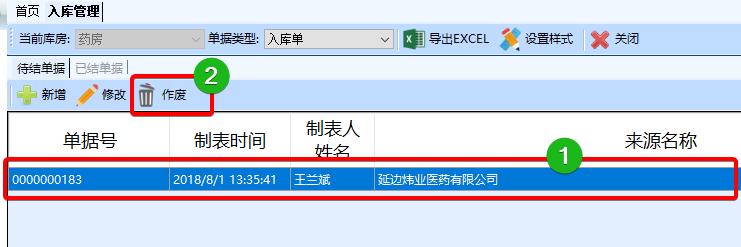 首页 入库管理
当前库房: 药房 单据类型: 入库单 导出EXCEL 设置样式 关闭
待结单据 已结单据
新增 修改 作废
2
单据号 制表时间 制表人姓名 来源名称
1
0000000183 2018/8/1 13:35:41 王兰斌 延边炜业医药有限公司